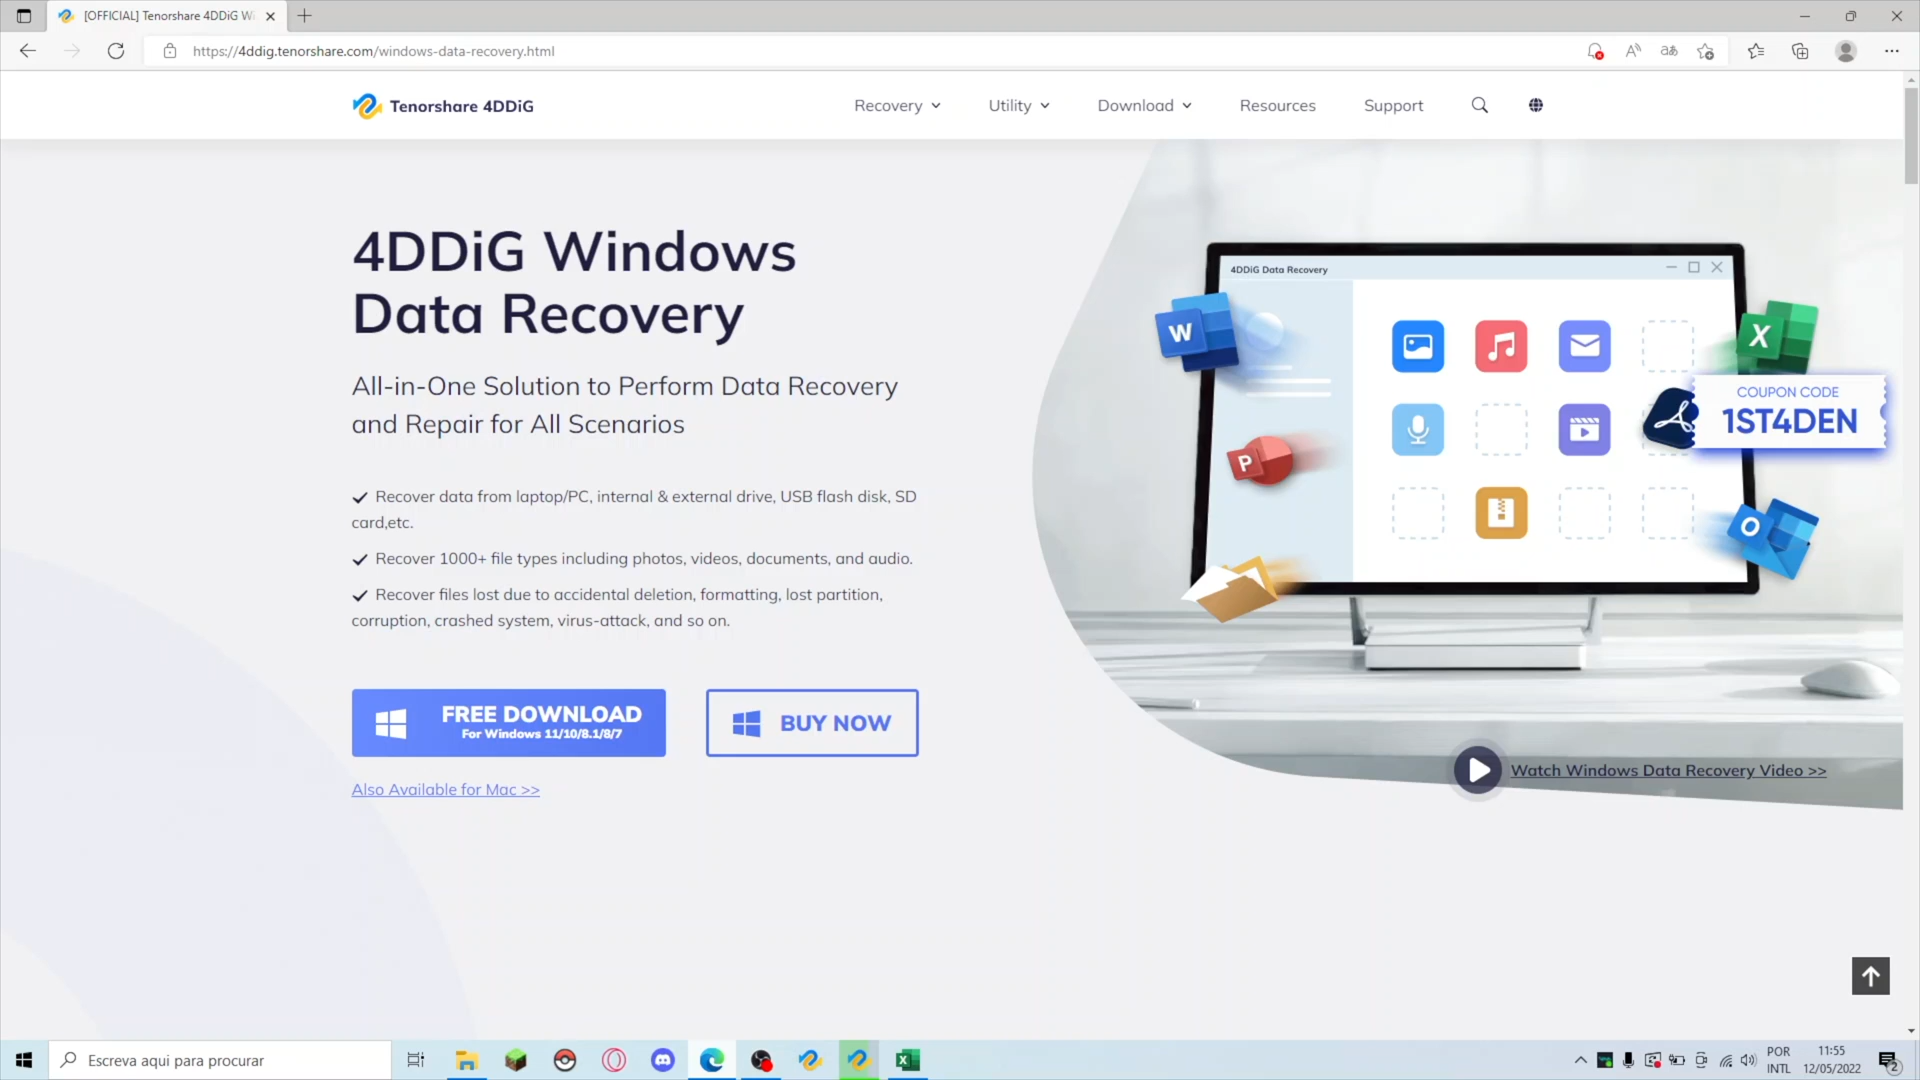 [OFFICIAL] Tenorshare 4DDiG Wi
https://4ddig.tenorshare.com/windows-data-recovery.html
Tenorshare 4DDiG
Recovery
Utility
Download
Resources
Support
4DDiG Windows
Data Recovery
All-in-One Solution to Perform Data Recovery
and Repair for All Scenarios
Recover data from laptop/PC, internal & external drive, USB flash disk, SD
card,etc.
Recover 1000+ file types including photos, videos, documents, and audio.
Recover files lost due to accidental deletion, formatting, lost partition,
corruption, crashed system, virus-attack, and so on.
FREE DOWNLOAD
For Windows 11/10/8.1/8/7
BUY NOW
Also Available for Mac >>
4DDiG Data Recovery
W
X
P
O
COUPON CODE
1ST4DEN
Watch Windows Data Recovery Video >>
Escreva aqui para procurar
POR
INTL
11:55
12/05/2022
2